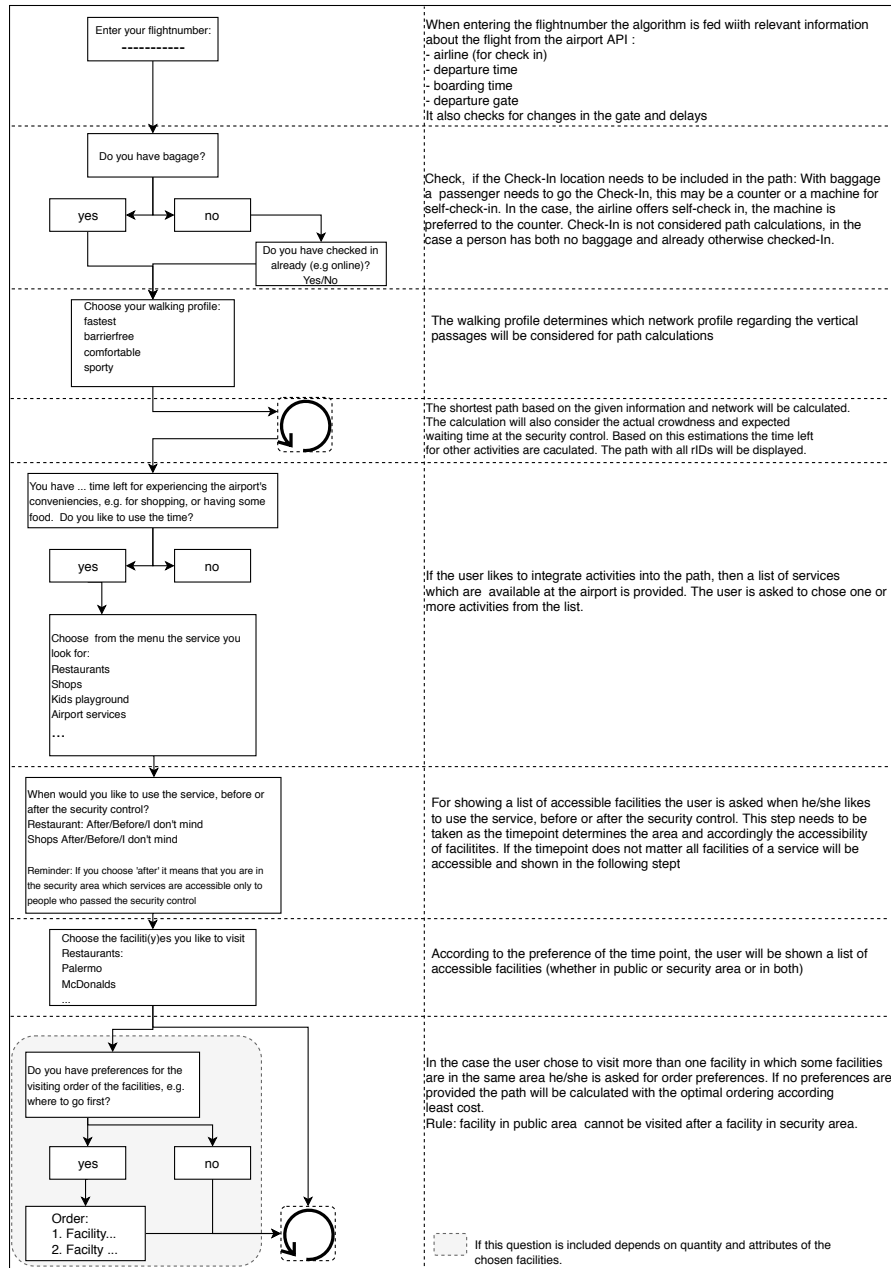 Enter your flightnumber:
-----------
When entering the flightnumber the algorithm is fed wiith relevant information
about the flight from the airport API :
- airline (for check in)
- departure time
- boarding time
- departure gate
It also checks for changes in the gate and delays
Do you have bagage?
yes
no
Do you have checked in
already (e.g online)?
Yes/No
Check, if the Check-In location needs to be included in the path: With baggage
a passenger needs to go the Check-In, this may be a counter or a machine for
self-check-in. In the case, the airline offers self-check in, the machine is
preferred to the counter. Check-In is not considered path calculations, in the
case a person has both no baggage and already otherwise checked-In.
Choose your walking profile:
fastest
barrierfree
comfortable
sporty
The walking profile determines which network profile regarding the vertical
passages will be considered for path calculations
The shortest path based on the given information and network will be calculated.
The calculation will also consider the actual crowdness and expected
waiting time at the security control. Based on this estimations the time left
for other activities are caculated. The path with all rIDs will be displayed.
You have ... time left for experiencing the airport's
conveniencies, e.g. for shopping, or having some
food. Do you like to use the time?
yes
no
Choose from the menu the service you
look for:
Restaurants
Shops
Kids playground
Airport services
...
If the user likes to integrate activities into the path, then a list of services
which are available at the airport is provided. The user is asked to chose one or
more activities from the list.
When would you like to use the service, before or
after the security control?
Restaurant: After/Before/I don't mind
Shops After/Before/I don't mind
Reminder: If you choose 'after' it means that you are in
the security area which services are accessible only to
people who passed the security control
For showing a list of accessible facilities the user is asked when he/she likes
to use the service, before or after the security control. This step needs to be
taken as the timepoint determines the area and accordingly the accessibility
of facilitites. If the timepoint does not matter all facilities of a service will be
accessible and shown in the following stept
Choose the faciliti(y)es you like to visit
Restaurants:
Palermo
McDonalds
...
According to the preference of the time point, the user will be shown a list of
accessible facilities (whether in public or security area or in both)
Do you have preferences for the
visiting order of the facilities, e.g.
where to go first?
yes
no
Order:
1. Facility...
2. Facilty ...
In the case the user chose to visit more than one facility in which some facilities
are in the same area he/she is asked for order preferences. If no preferences are
provided the path will be calculated with the optimal ordering according
least cost.
Rule: facility in public area cannot be visited after a facility in security area.
If this question is included depends on quantity and attributes of the
chosen facilities.